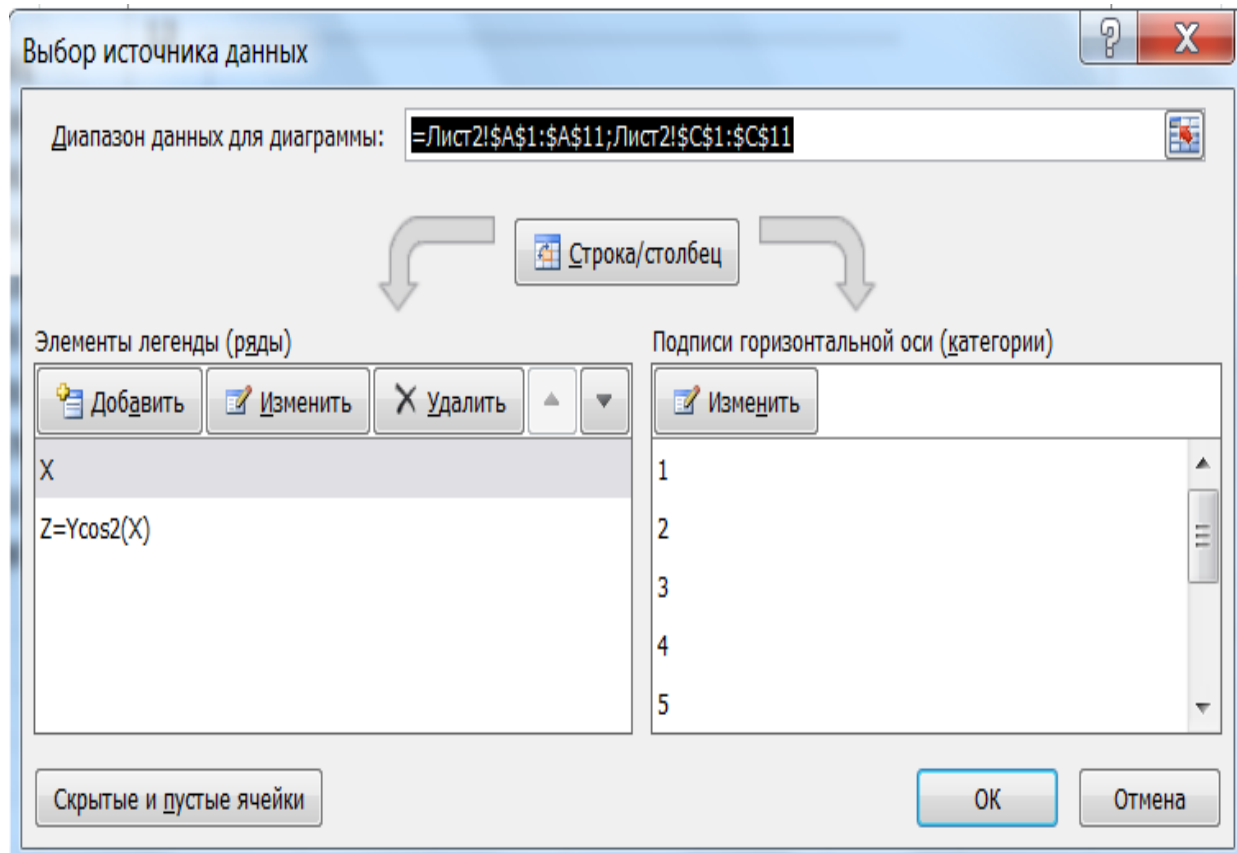 Выбор источника данных
Диапазон данных для диаграммы: =Лист2!$A$1:$A$11;Лист2!$C$1:$C$11
Строка/столбец
Элементы легенды (ряды)
Добавить Изменить Удалить
X
Z=Ycos2(X)
Подписи горизонтальной оси (категории)
Изменить
1
2
3
4
5
Скрытые и пустые ячейки
ОК Отмена